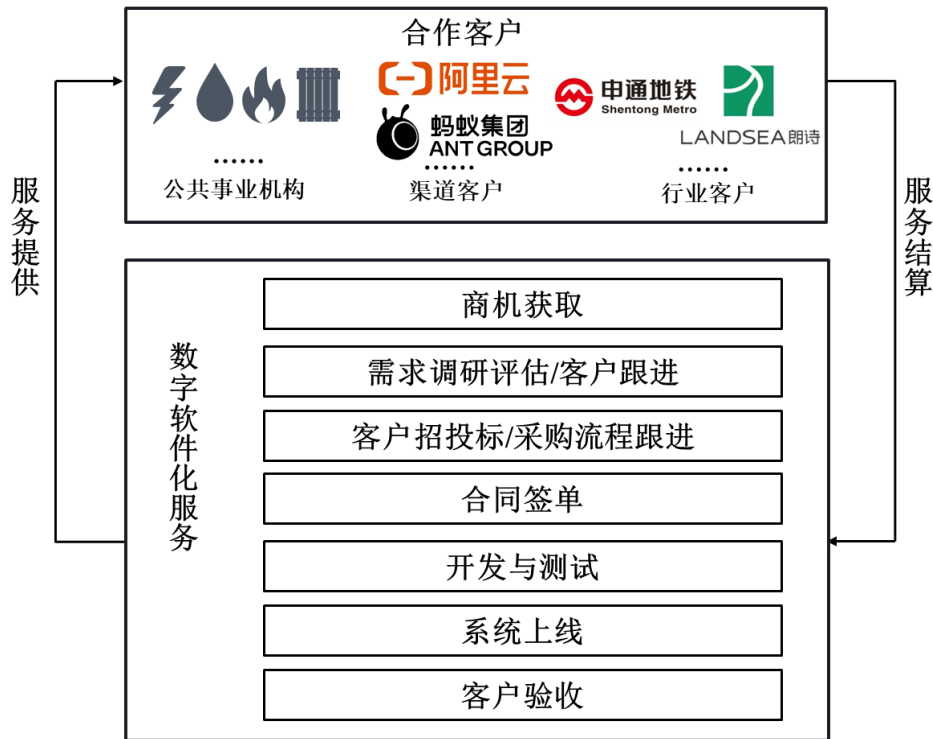 合作客户
阿里云
蚂蚁集团
ANT GROUP
申通地铁
Shentong Metro
LANDSEA朗诗
……
公共事业机构
……
渠道客户
……
行业客户
服务提供
服务结算
数字软件化服务
商机获取
需求调研评估/客户跟进
客户招投标/采购流程跟进
合同签单
开发与测试
系统上线
客户验收